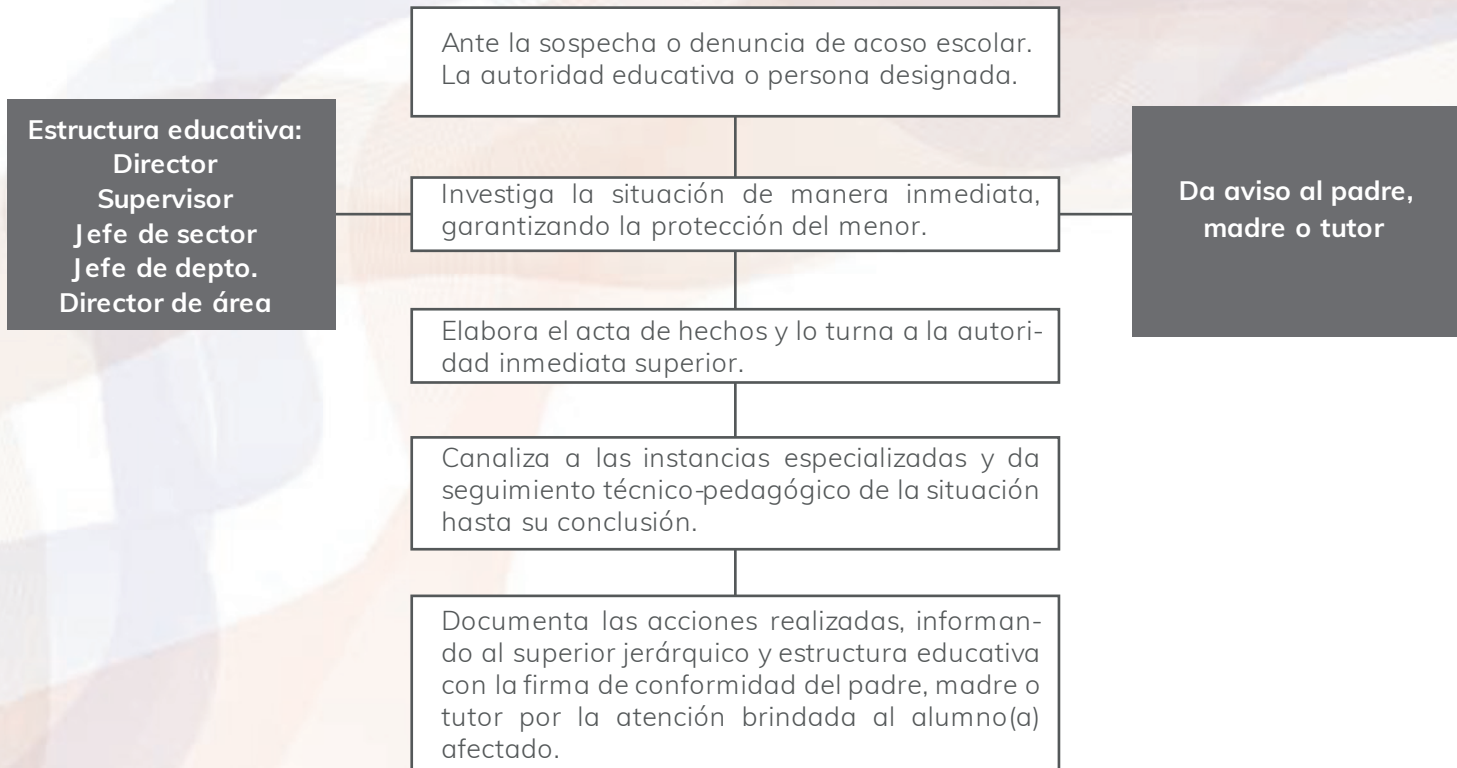 Ante la sospecha o denuncia de acoso escolar.
La autoridad educativa o persona designada.
Estructura educativa:
Director
Supervisor
Jefe de sector
Jefe de depto.
Director de área
Investiga la situación de manera inmediata,
garantizando la protección del menor.
Da aviso al padre,
madre o tutor
Elabora el acta de hechos y lo turna a la autori-
dad inmediata superior.
Canaliza a las instancias especializadas y da
seguimiento técnico-pedagógico de la situación
hasta su conclusión.
Documenta las acciones realizadas, informan-
do al superior jerárquico y estructura educativa
con la firma de conformidad del padre, madre o
tutor por la atención brindada al alumno(a)
afectado.